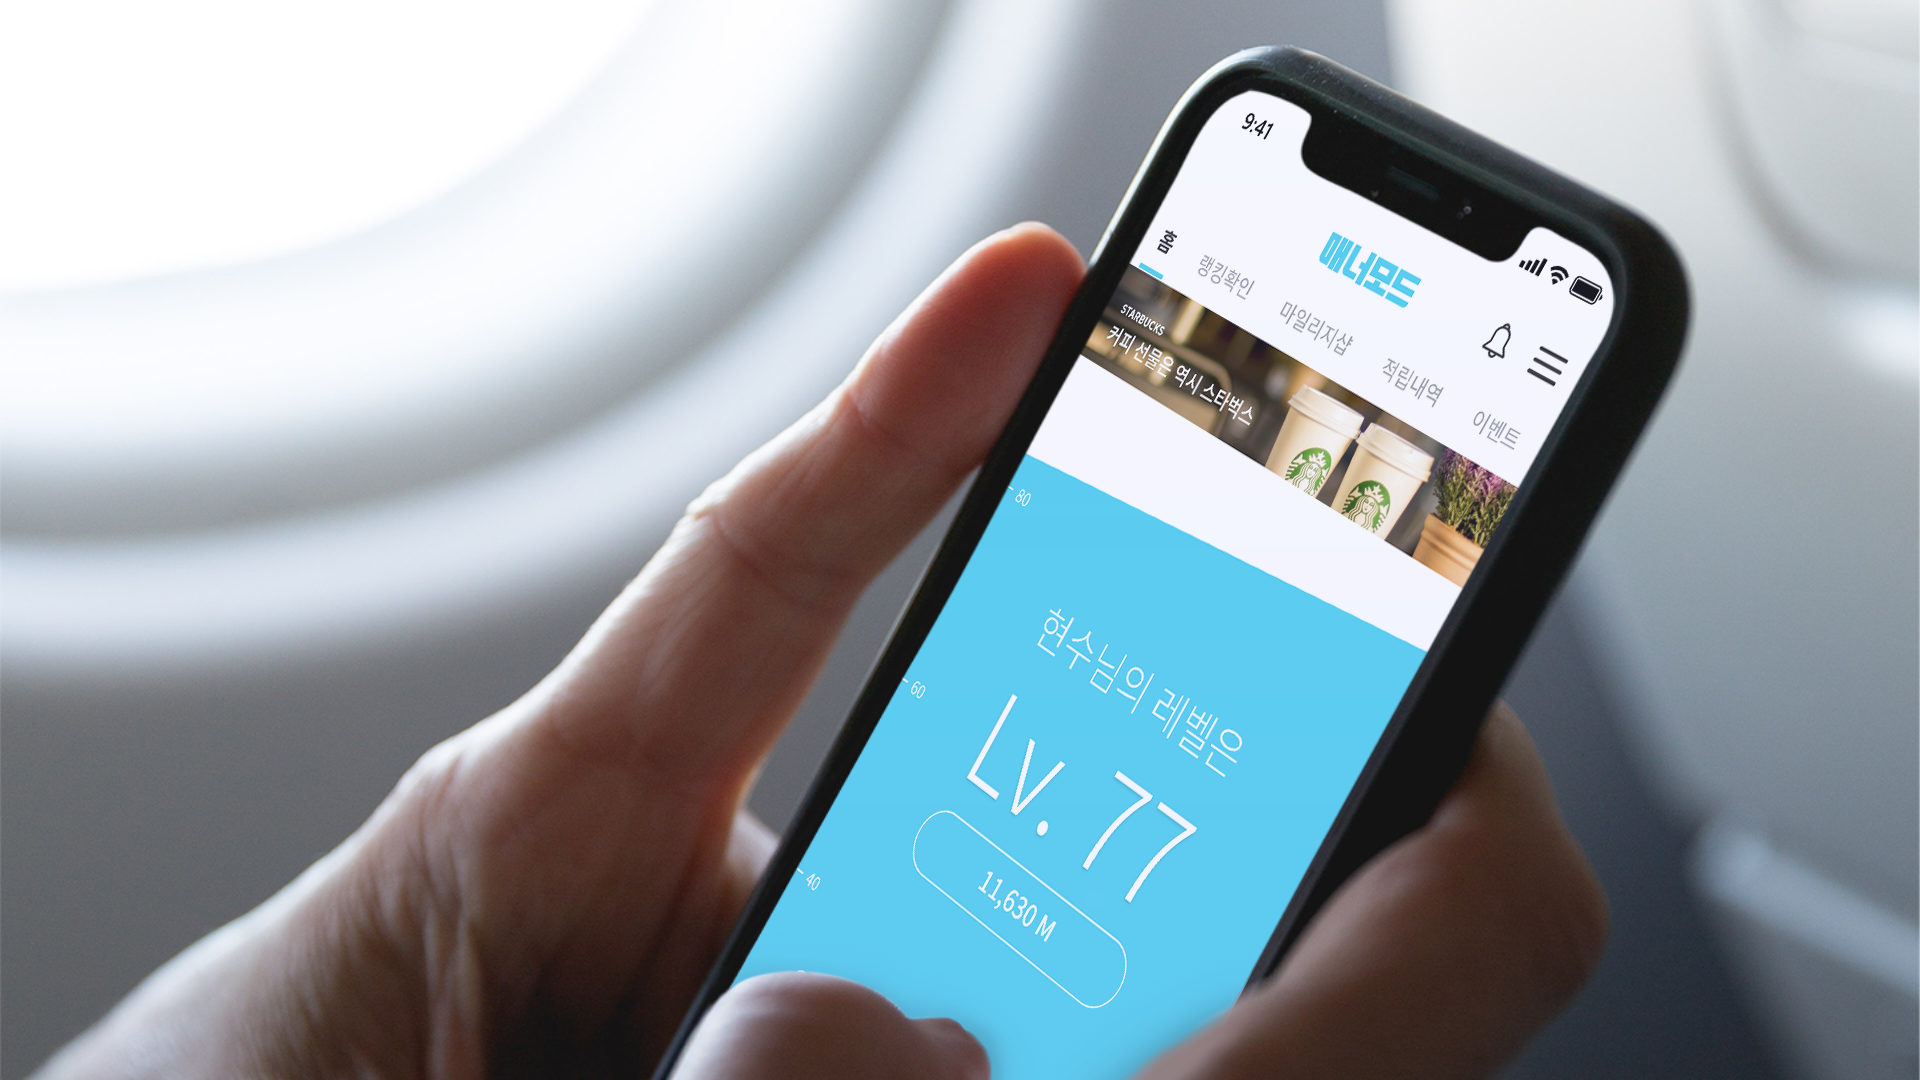 9:41
매너모드
홈 랭킹확인 마일리지샵 적립내역 이벤트
STARBUCKS
커피 선물은 역시 스타벅스
80
60
40
현수님의 레벨은
Lv. 77
11,630 M